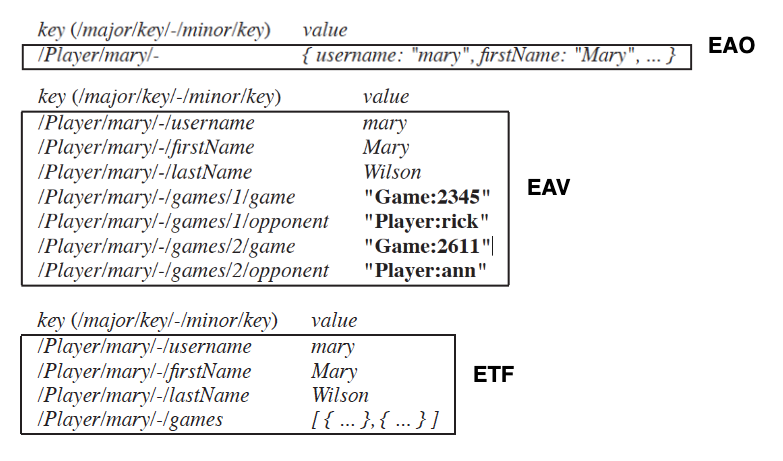 key (/major/key/-/minor/key) value
/Player/mary/- { username: "mary", firstName: "Mary", ... }
EAO
key (/major/key/-/minor/key) value
/Player/mary/-/username mary
/Player/mary/-/firstName Mary
/Player/mary/-/lastName Wilson
/Player/mary/-/games/1/game "Game:2345"
/Player/mary/-/games/1/opponent "Player:rick"
/Player/mary/-/games/2/game "Game:2611"
/Player/mary/-/games/2/opponent "Player:ann"
EAV
key (/major/key/-/minor/key) value
/Player/mary/-/username mary
/Player/mary/-/firstName Mary
/Player/mary/-/lastName Wilson
/Player/mary/-/games [ { ... }, { ... } ]
ETF